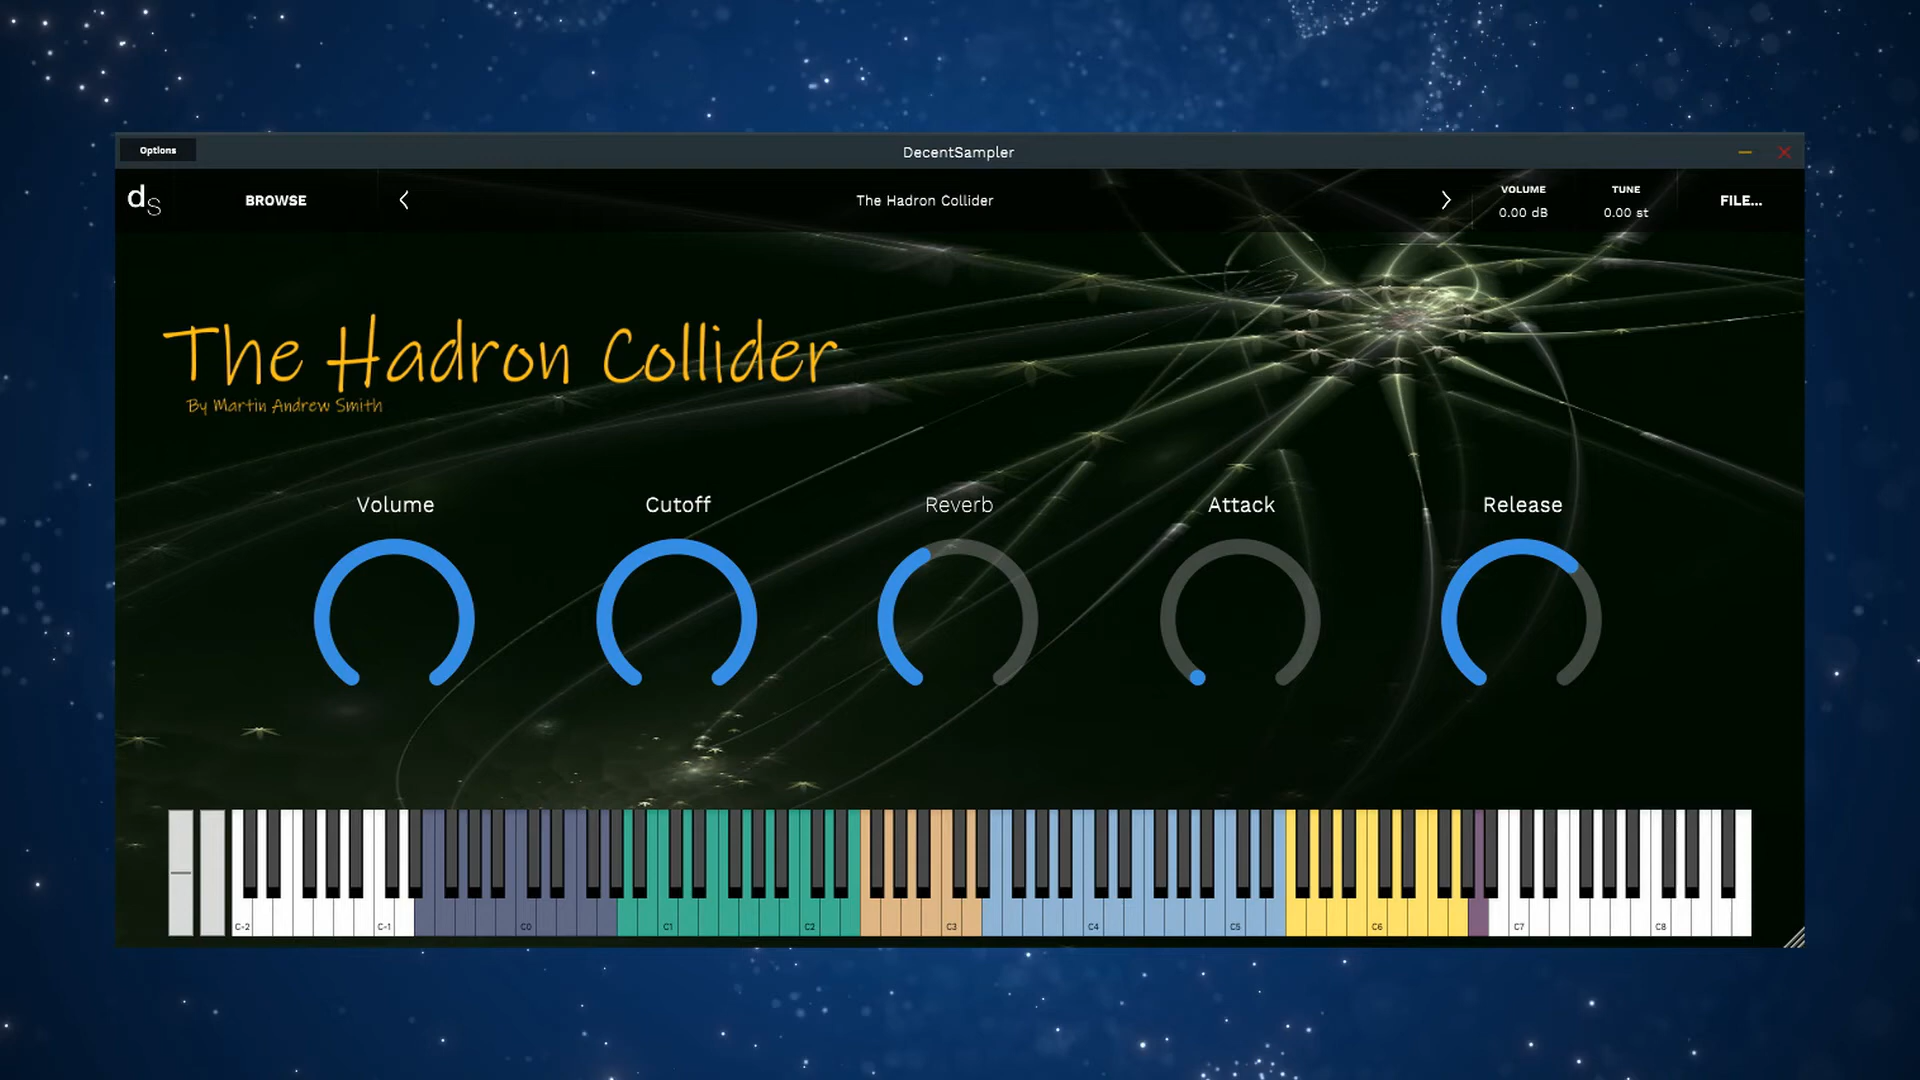 Options
DecentSampler
ds
BROWSE
The Hadron Collider
VOLUME
0.00 dB
TUNE
0.00 st
FILE...
The Hadron Collider
By Martin Andrew Smith
Volume
Cutoff
Reverb
Attack
Release
C-2
C-1
C0
C1
C2
C3
C4
C5
C6
C7
C8